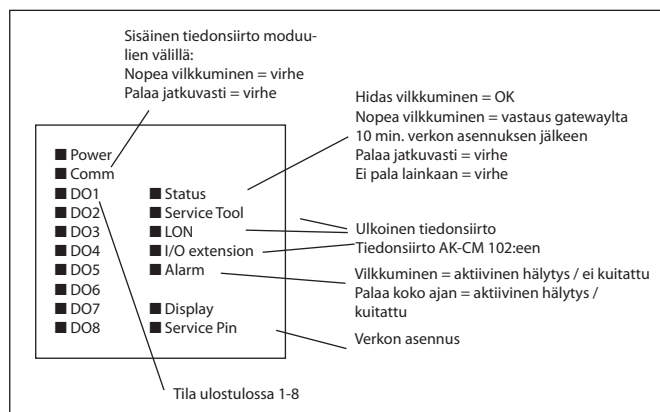 Sisäinen tiedonsiirto moduu-
lien välillä:
Nopea vilkkuminen = virhe
Palaa jatkuvasti = virhe
Hidas vilkkuminen = OK
Nopea vilkkuminen = vastaus gatewaylta
10 min. verkon asennuksen jälkeen
Palaa jatkuvasti = virhe
Ei pala lainkaan = virhe
Power
Comm
DO1
DO2
DO3
DO4
DO5
DO6
DO7
DO8
Status
Service Tool
LON
I/O extension
Alarm
Display
Service Pin
Ulkoinen tiedonsiirto
Tiedonsiirto AK-CM 102:een
Vilkkuminen = aktiivinen hälytys / ei kuitattu
Palaa koko ajan = aktiivinen hälytys /
kuitattu
Verkon asennus
Tila ulostulossa 1-8